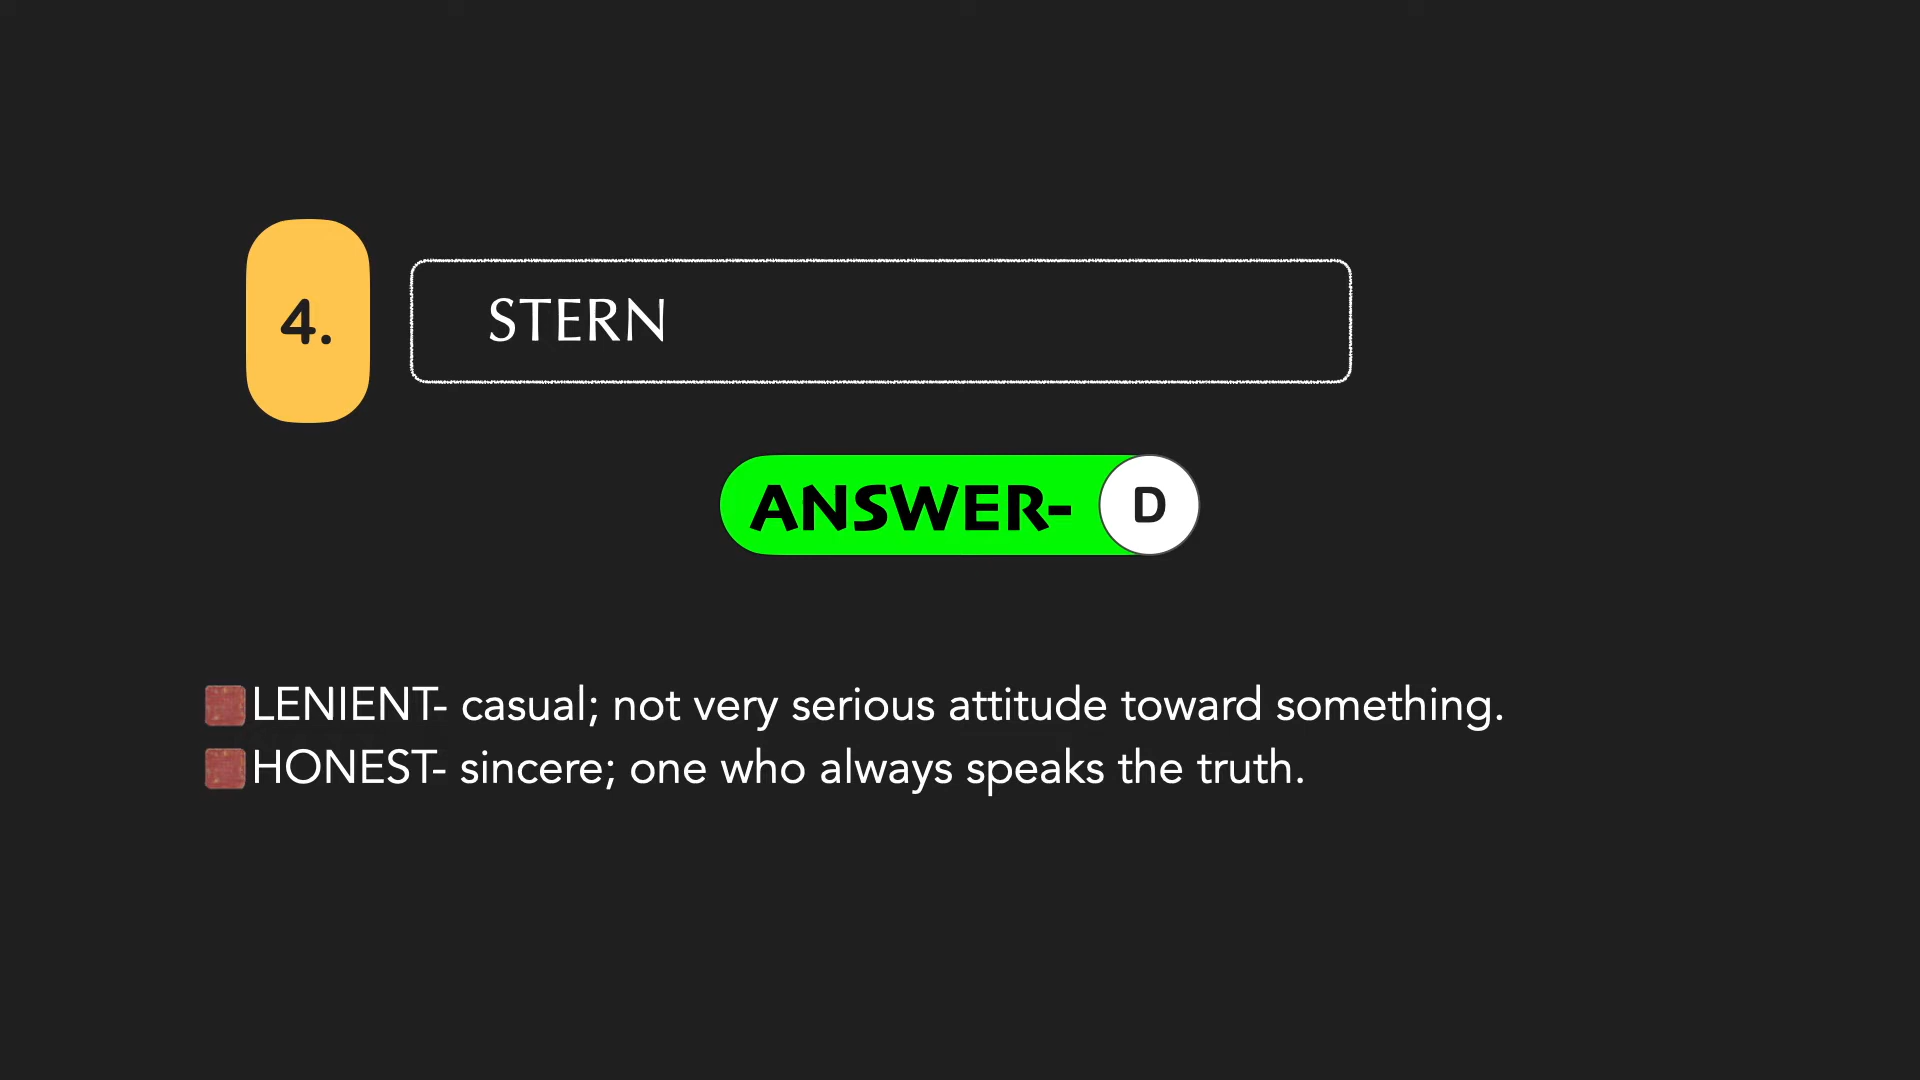 4.
STERN
ANSWER- D
LENIENT- casual; not very serious attitude toward something.
HONEST- sincere; one who always speaks the truth.